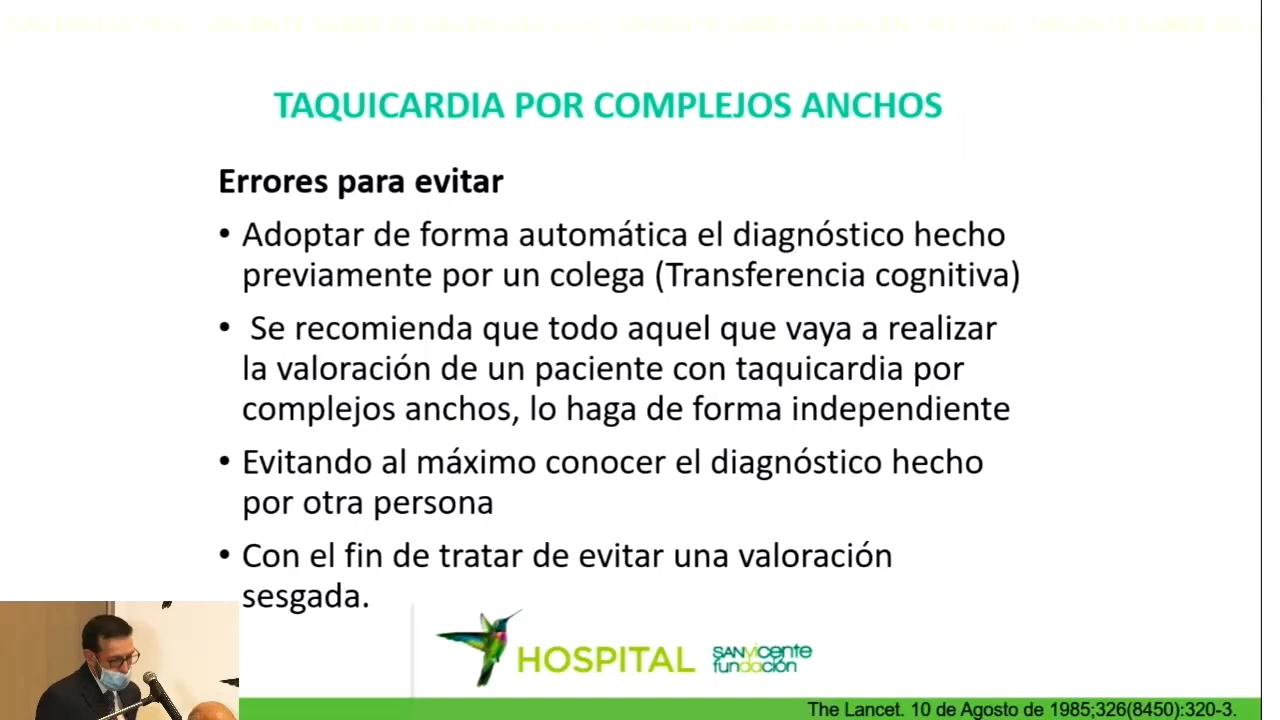 TAQUICARDIA POR COMPLEJOS ANCHOS
Errores para evitar
• Adoptar de forma automática el diagnóstico hecho
previamente por un colega (Transferencia cognitiva)
• Se recomienda que todo aquel que vaya a realizar
la valoración de un paciente con taquicardia por
complejos anchos, lo haga de forma independiente
• Evitando al máximo conocer el diagnóstico hecho
por otra persona
• Con el fin de tratar de evitar una valoración
sesgada.
HOSPITAL
SANVicente
fundación
The Lancet. 10 de Agosto de 1985;326(8450):320-3.